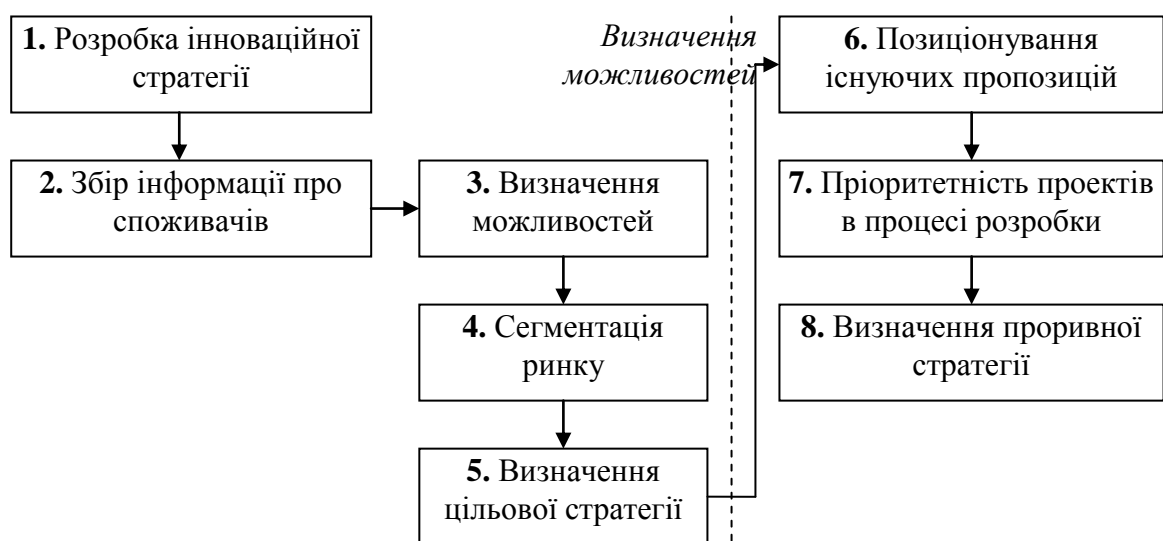 1. Розробка інноваційної
стратегії
2. Збір інформації про
споживачів
3. Визначення
можливостей
4. Сегментація
ринку
5. Визначення
цільової стратегії
Визначення
можливостей
6. Позиціонування
існуючих пропозицій
7. Пріоритетність проектів
в процесі розробки
8. Визначення проривної
стратегії